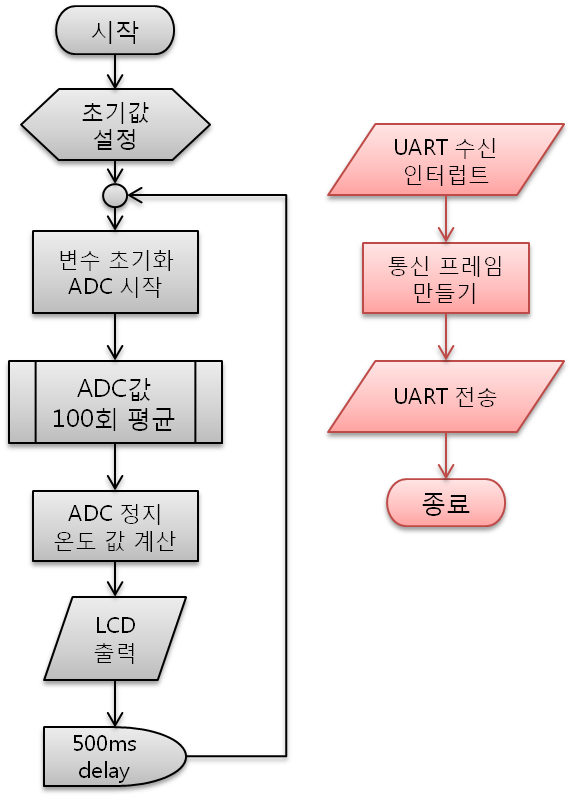 시작
초기값
설정
변수 초기화
ADC 시작
ADC값
100회 평균
ADC 정지
온도 값 계산
LCD
출력
500ms
delay
UART 수신
인터럽트
통신 프레임
만들기
UART 전송
종료